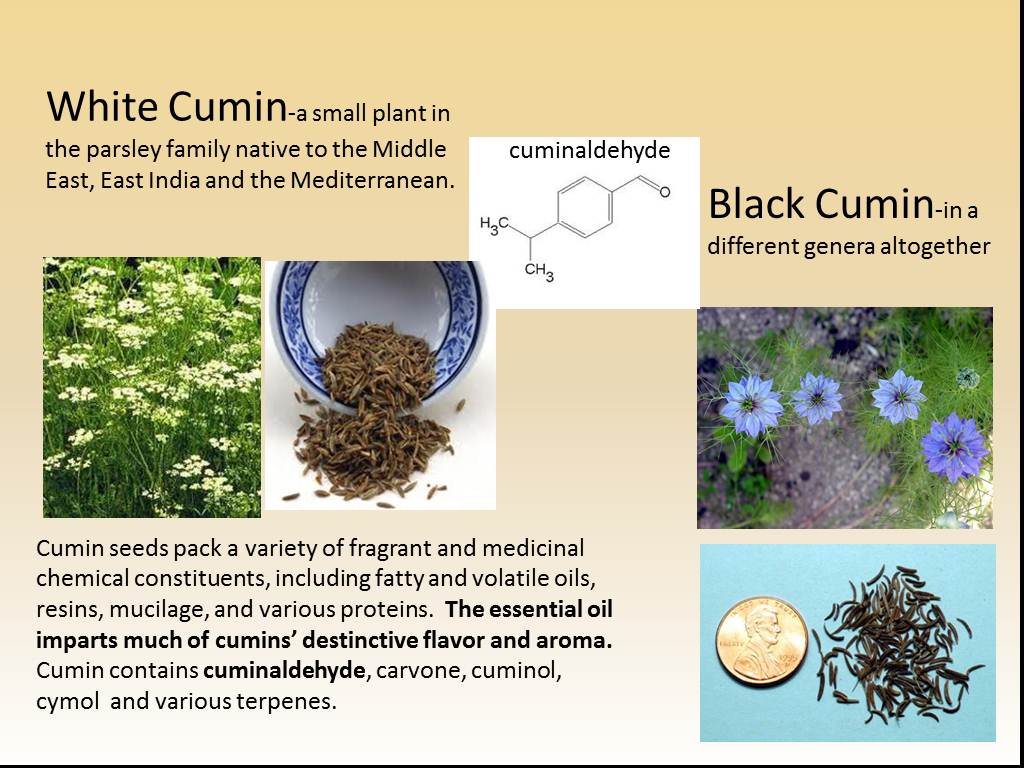 White Cumin-a small plant in
the parsley family native to the Middle
East, East India and the Mediterranean.
cuminaldehyde
O
H3C
CH3
Black Cumin-in a
different genera altogether
Cumin seeds pack a variety of fragrant and medicinal
chemical constituents, including fatty and volatile oils,
resins, mucilage, and various proteins.  The essential oil
imparts much of cumins’ destinctive flavor and aroma.
Cumin contains cuminaldehyde, carvone, cuminol,
cymol  and various terpenes.